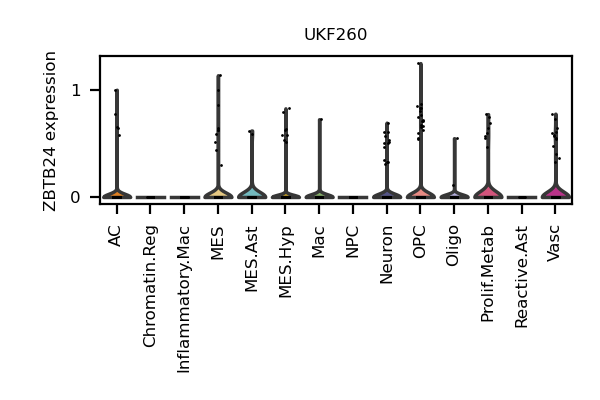 UKF260
ZBTB24 expression
1
0
AC
Chromatin.Reg
Inflammatory.Mac
MES
MES.Ast
MES.Hyp
Mac
NPC
Neuron
OPC
Oligo
Prolif.Metab
Reactive.Ast
Vasc